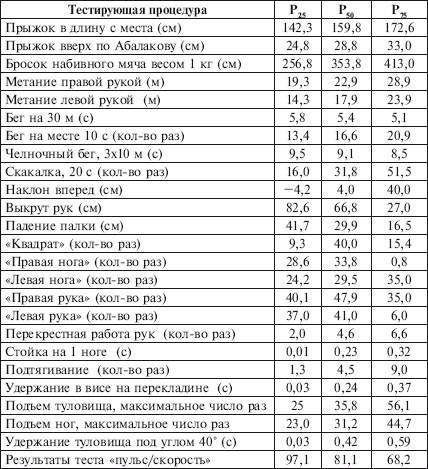 Тестирующая процедура P25 P50 P75
Прыжок в длину с места (см) 142,3 159,8 172,6
Прыжок вверх по Абалакову (см) 24,8 28,8 33,0
Бросок набивного мяча весом 1 кг (см) 256,8 353,8 413,0
Метание правой рукой (м) 19,3 22,9 28,9
Метание левой рукой (м) 14,3 17,9 23,9
Бег на 30 м (с) 5,8 5,4 5,1
Бег на месте 10 с (кол-во раз) 13,4 16,6 20,9
Челночный бег, 3х10 м (с) 9,5 9,1 8,5
Скакалка, 20 с (кол-во раз) 16,0 31,8 51,5
Наклон вперед (см) −4,2 4,0 40,0
Выкрут рук (см) 82,6 66,8 27,0
Падение палки (см) 41,7 29,9 16,5
«Квадрат» (кол-во раз) 9,3 40,0 15,4
«Правая нога» (кол-во раз) 28,6 33,8 0,8
«Левая нога» (кол-во раз) 24,2 29,5 35,0
«Правая рука» (кол-во раз) 40,1 47,9 35,0
«Левая рука» (кол-во раз) 37,0 41,0 6,0
Перекрестная работа рук (кол-во раз) 2,0 4,6 6,6
Стойка на 1 ноге (с) 0,01 0,23 0,32
Подтягивание (кол-во раз) 1,3 4,5 9,0
Удержание в висе на перекладине (с) 0,03 0,24 0,37
Подъем туловища, максимальное число раз 25 35,8 56,1
Подъем ног, максимальное число раз 23,0 31,2 44,7
Удержание туловища под углом 40° (с) 0,03 0,42 0,59
Результаты теста «пульс/скорость» 97,1 81,1 68,2